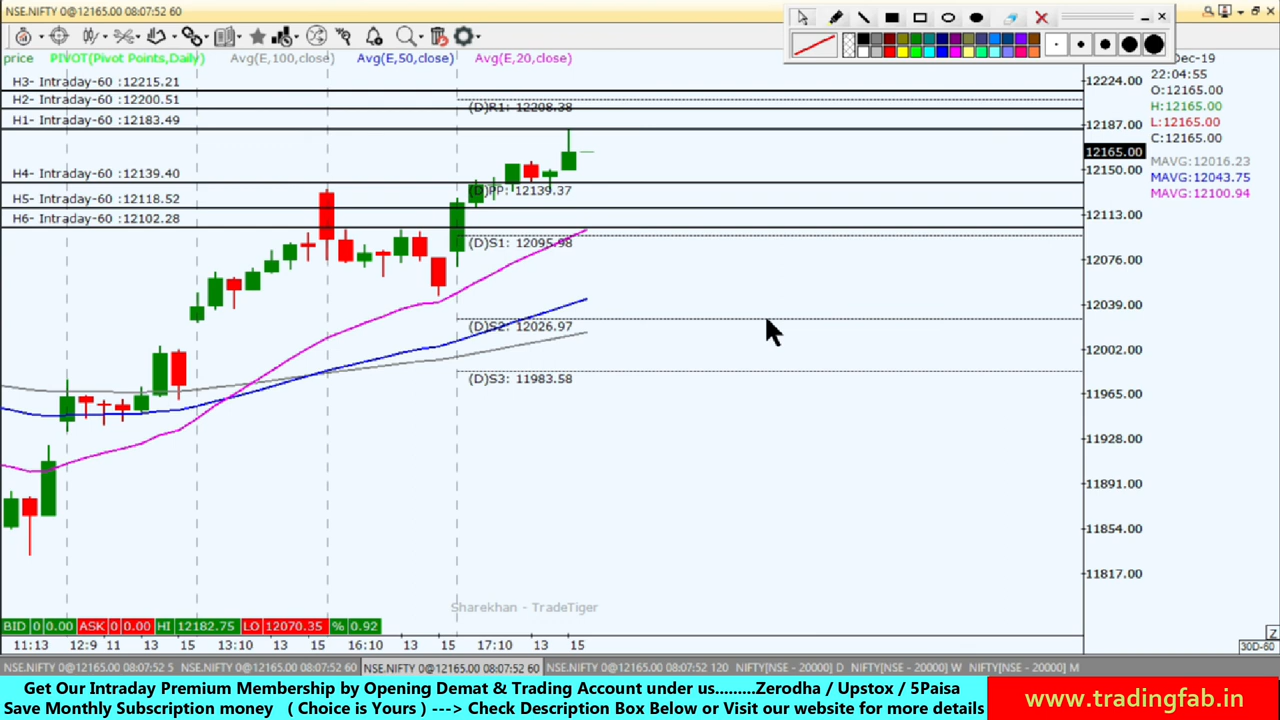 NSE.NIFTY 0@12165.00 08:07:52 60
price PIVOT(Pivot Points,Daily) Avg(E,100,close) Avg(E,50,close) Avg(E,20,close)
H3- Intraday-60 :12215.21
H2- Intraday-60 :12200.51
(D)R1: 12208.38
H1- Intraday-60 :12183.49
H4- Intraday-60 :12139.40
(D)PP: 12139.37
H5- Intraday-60 :12118.52
H6- Intraday-60 :12102.28
(D)S1: 12095.98
(D)S2: 12026.97
(D)S3: 11983.58
12224.00
12187.00
12165.00
12150.00
12113.00
12076.00
12039.00
12002.00
11965.00
11928.00
11891.00
11854.00
11817.00
Dec-19
22:04:55
O:12165.00
H:12165.00
L:12165.00
C:12165.00
MAVG:12016.23
MAVG:12043.75
MAVG:12100.94
Sharekhan - TradeTiger
BID 0 0.00 ASK 0 0.00 HI 12182.75 LO 12070.35 % 0.92
11:13 12:9 11 13 15 13:10 13 15 16:10 13 15 17:10 13 15
Z
30D-60
NSE.NIFTY 0@12165.00 08:07:52 5 NSE.NIFTY 0@12165.00 08:07:52 60 NSE.NIFTY 0@12165.00 08:07:52 60 NSE.NIFTY 0@12165.00 08:07:52 120 NIFTY[NSE - 20000] D NIFTY[NSE - 20000] W NIFTY[NSE - 20000] M
Get Our Intraday Premium Membership by Opening Demat & Trading Account under us.........Zerodha / Upstox / 5Paisa
Save Monthly Subscription money ( Choice is Yours ) ---> Check Description Box Below or Visit our website for more details
www.tradingfab.in